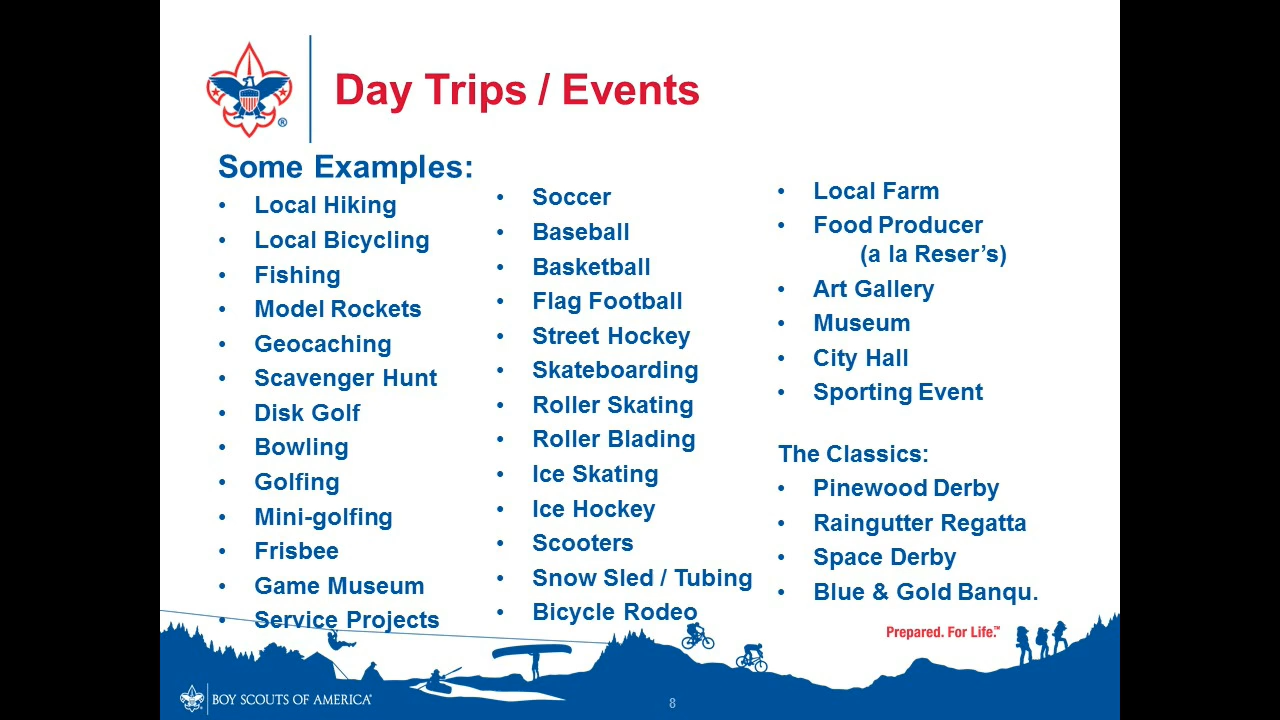 Day Trips / Events
Some Examples:
• Local Hiking
• Local Bicycling
• Fishing
• Model Rockets
• Geocaching
• Scavenger Hunt
• Disk Golf
• Bowling
• Golfing
• Mini-golfing
• Frisbee
• Game Museum
• Service Projects
• Soccer
• Baseball
• Basketball
• Flag Football
• Street Hockey
• Skateboarding
• Roller Skating
• Roller Blading
• Ice Skating
• Ice Hockey
• Scooters
• Snow Sled / Tubing
• Bicycle Rodeo
• Local Farm
• Food Producer
(a la Reser’s)
• Art Gallery
• Museum
• City Hall
• Sporting Event
The Classics:
• Pinewood Derby
• Raingutter Regatta
• Space Derby
• Blue & Gold Banqu.
Prepared. For Life.™
BOY SCOUTS OF AMERICA®
8